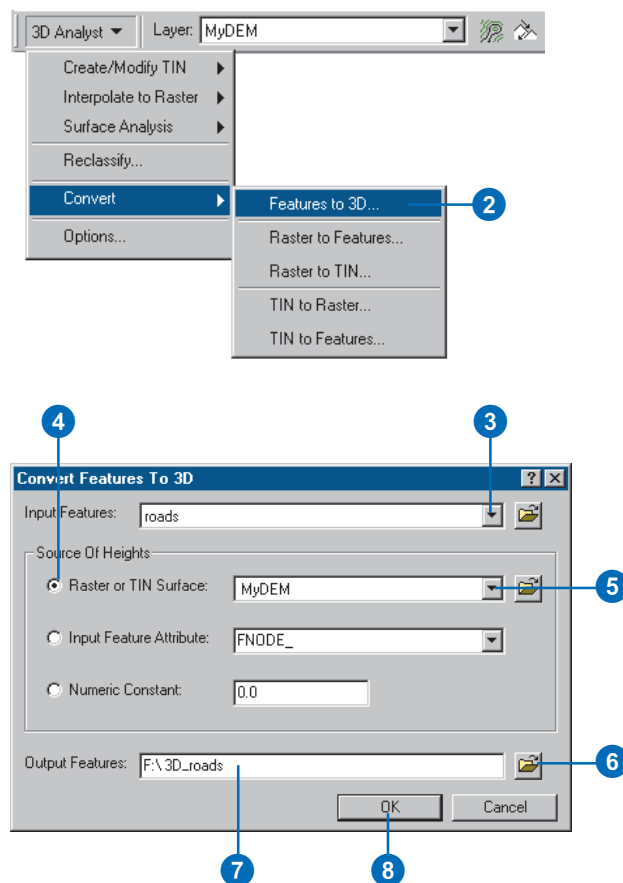 3D Analyst Layer: MyDEM
Create/Modify TIN
Interpolate to Raster
Surface Analysis
Reclassify...
Convert
Options...
Features to 3D... 2
Raster to Features...
Raster to TIN...
TIN to Raster...
TIN to Features...
4 3
Convert Features To 3D ?
Input Features: roads
Source Of Heights
Raster or TIN Surface: MyDEM 5
Input Feature Attribute: FNODE_
Numeric Constant: 0.0
Output Features: F:\3D_roads 6
OK Cancel
7 8